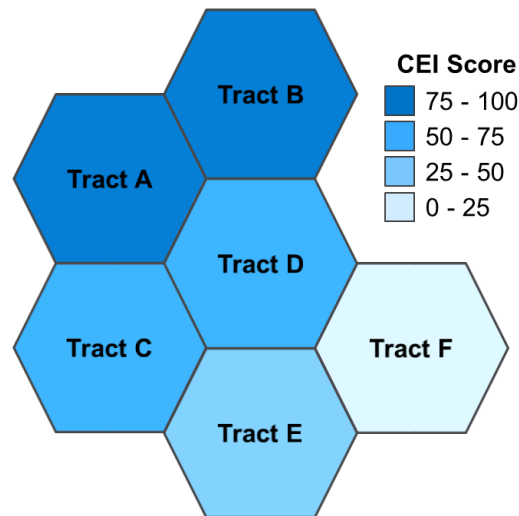 Tract B
CEI Score
75 - 100
50 - 75
25 - 50
0 - 25
Tract A
Tract D
Tract C
Tract F
Tract E